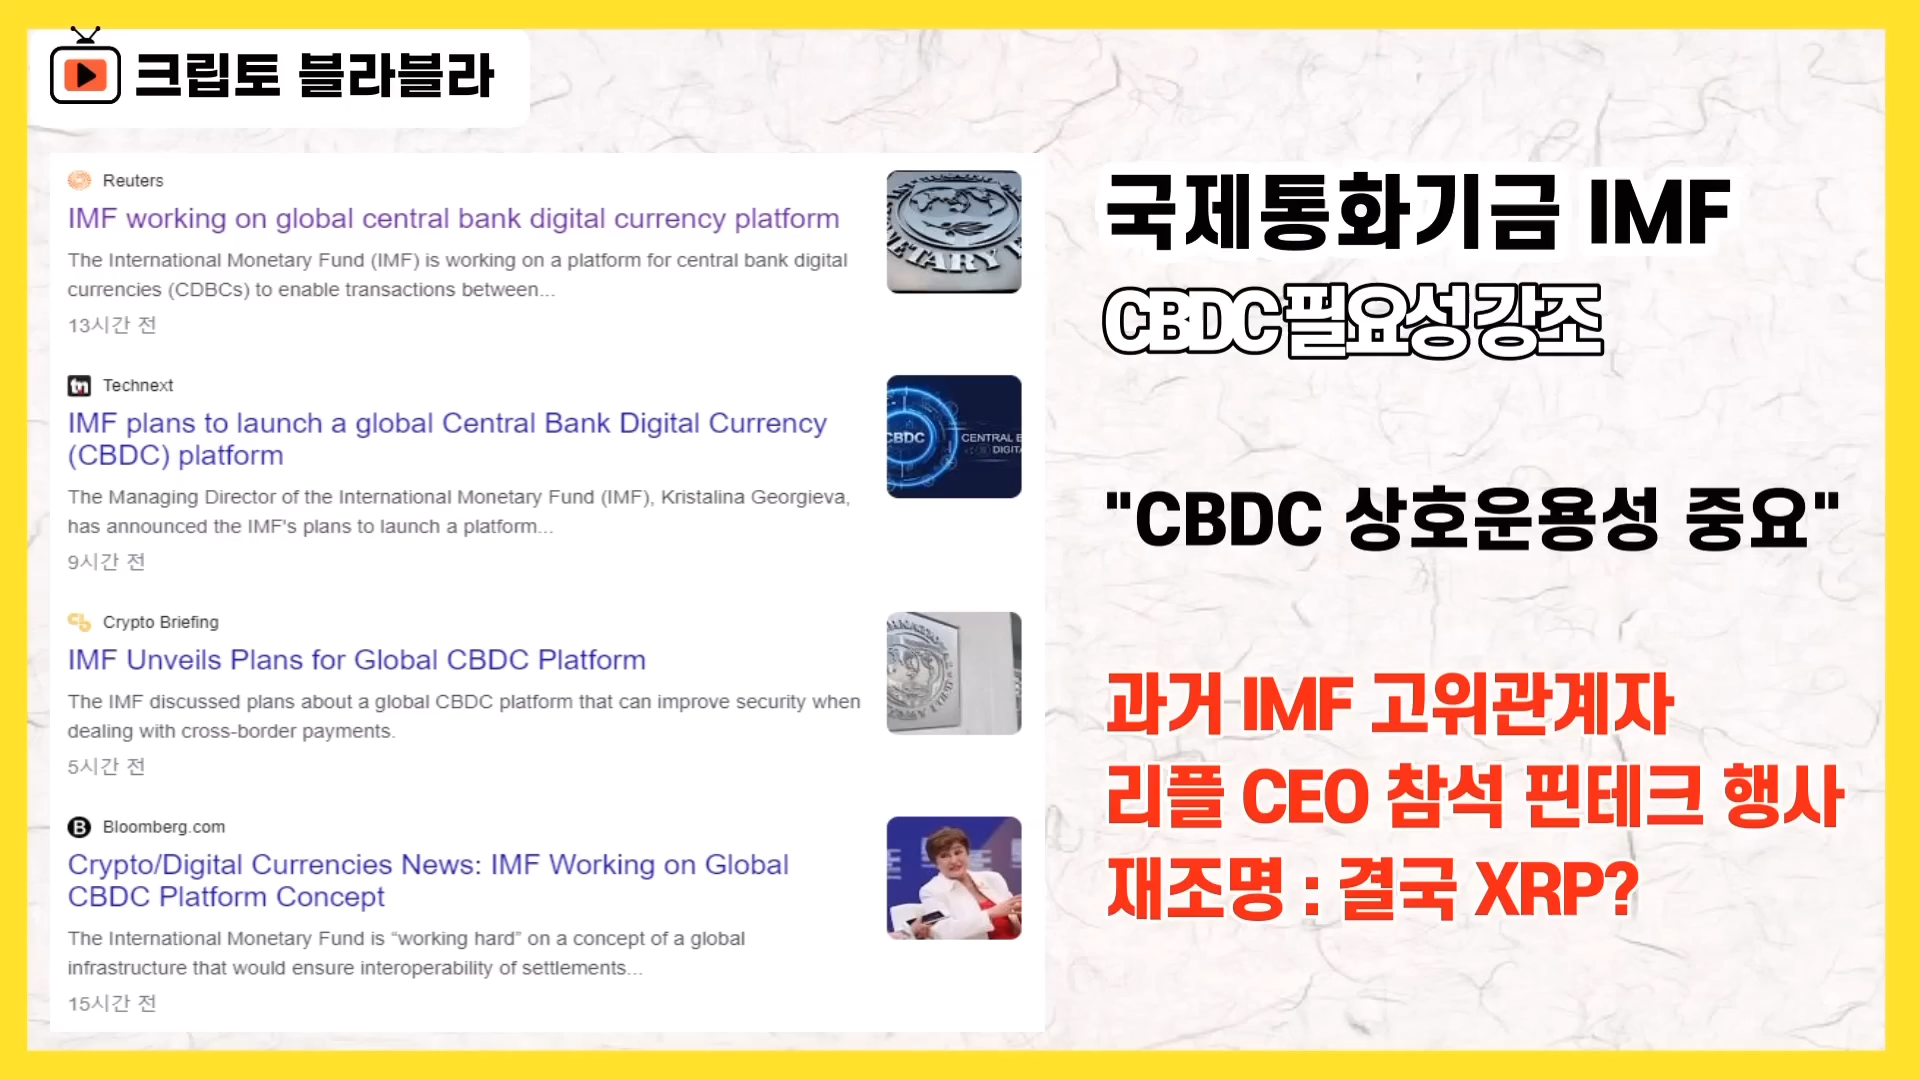 크립토 블라블라
Reuters
IMF working on global central bank digital currency platform
The International Monetary Fund (IMF) is working on a platform for central bank digital
currencies (CDBCs) to enable transactions between...
13시간 전
Technext
IMF plans to launch a global Central Bank Digital Currency
(CBDC) platform
The Managing Director of the International Monetary Fund (IMF), Kristalina Georgieva,
has announced the IMF's plans to launch a platform...
9시간 전
CBDC
CENTRAL
DIGIT
Crypto Briefing
IMF Unveils Plans for Global CBDC Platform
The IMF discussed plans about a global CBDC platform that can improve security when
dealing with cross-border payments.
5시간 전
Bloomberg.com
Crypto/Digital Currencies News: IMF Working on Global
CBDC Platform Concept
The International Monetary Fund is “working hard” on a concept of a global
infrastructure that would ensure interoperability of settlements...
15시간 전
국제통화기금 IMF
CBDC 필요성 강조
"CBDC 상호운용성 중요"
과거 IMF 고위관계자
리플 CEO 참석 핀테크 행사
재조명 : 결국 XRP?